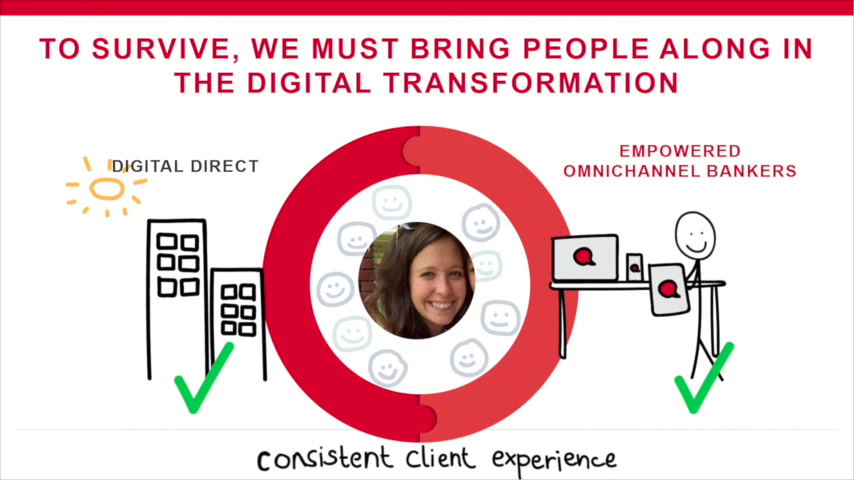 TO SURVIVE, WE MUST BRING PEOPLE ALONG IN
THE DIGITAL TRANSFORMATION
DIGITAL DIRECT
EMPOWERED
OMNICHANNEL BANKERS
consistent client experience